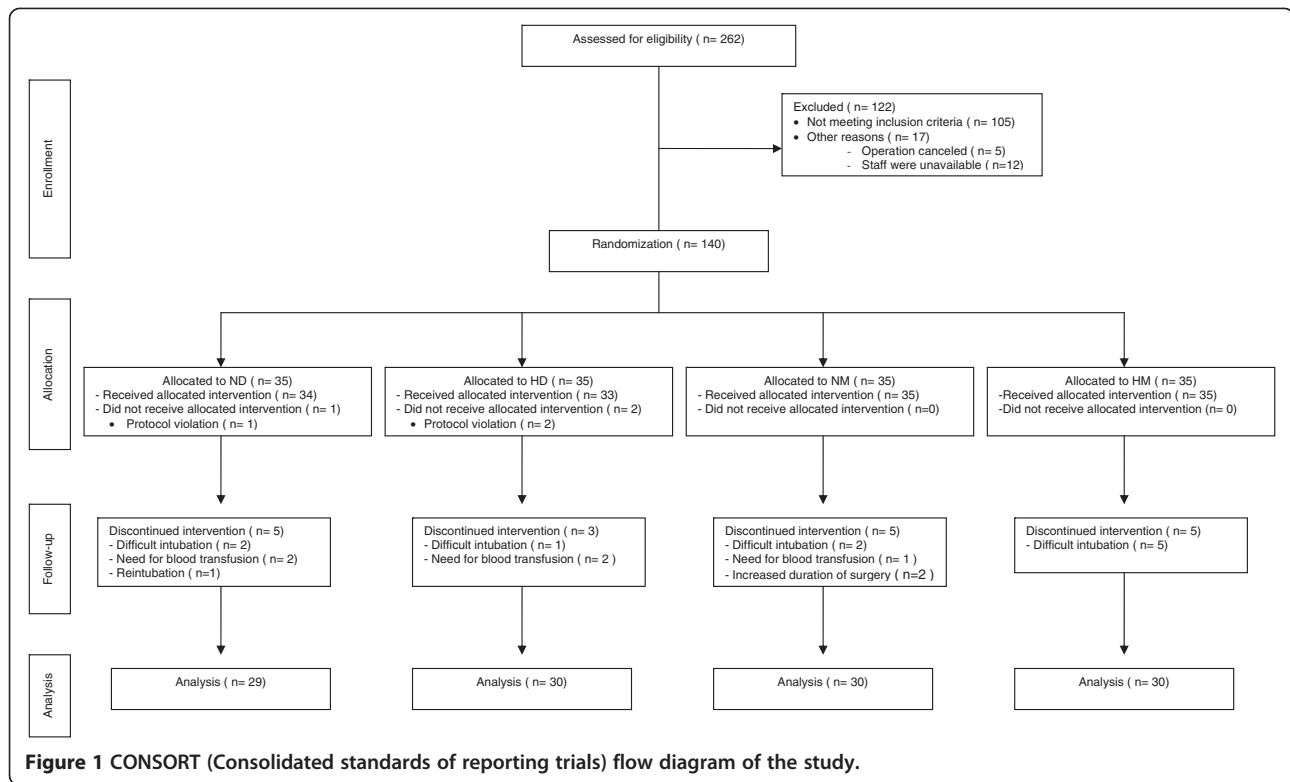 Assessed for eligibility ( n= 262)
Enrollment
Excluded ( n= 122)
• Not meeting inclusion criteria ( n= 105)
• Other reasons ( n= 17)
- Operation canceled ( n= 5)
- Staff were unavailable ( n=12)
Randomization ( n= 140)
Allocation
Allocated to ND ( n= 35)
- Received allocated intervention ( n= 34)
- Did not receive allocated intervention ( n= 1)
• Protocol violation ( n= 1)
Allocated to HD ( n= 35)
- Received allocated intervention ( n= 33)
- Did not receive allocated intervention ( n= 2)
• Protocol violation ( n= 2)
Allocated to NM ( n= 35)
- Received allocated intervention ( n= 35)
- Did not receive allocated intervention ( n=0)
Allocated to HM ( n= 35)
-Received allocated intervention ( n= 35)
-Did not receive allocated intervention (n= 0)
Follow-up
Discontinued intervention ( n= 5)
- Difficult intubation ( n= 2)
- Need for blood transfusion ( n= 2)
- Reintubation ( n=1)
Discontinued intervention ( n= 3)
- Difficult intubation ( n= 1)
- Need for blood transfusion ( n= 2 )
Discontinued intervention ( n= 5)
- Difficult intubation ( n= 2)
- Need for blood transfusion ( n= 1 )
- Increased duration of surgery ( n=2 )
Discontinued intervention ( n= 5)
- Difficult intubation ( n= 5)
Analysis
Analysis ( n= 29)
Analysis ( n= 30)
Analysis ( n= 30)
Analysis ( n= 30)
Figure 1 CONSORT (Consolidated standards of reporting trials) flow diagram of the study.